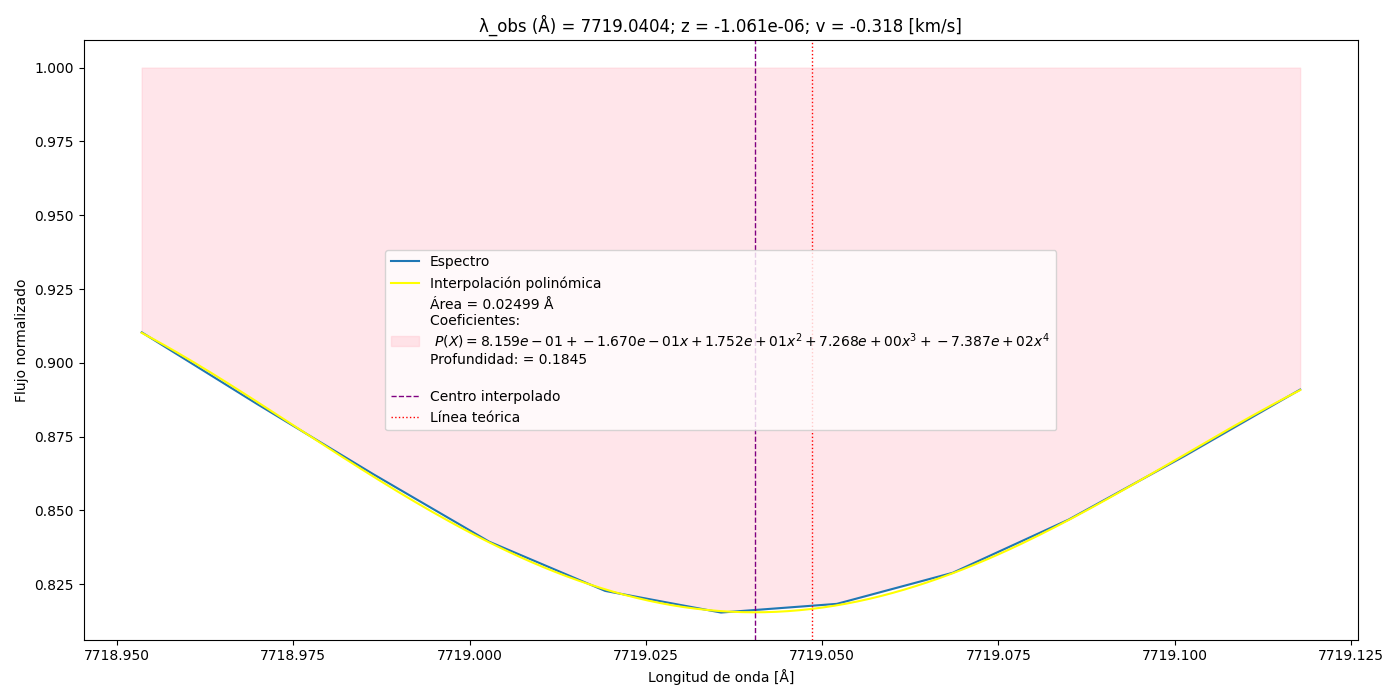 λ_obs (Å) = 7719.0404; z = -1.061e-06; v = -0.318 [km/s]
1.000
0.975
0.950
0.925
0.900
0.875
0.850
0.825
Flujo normalizado
Espectro
Interpolación polinómica
Área = 0.02499 Å
Coeficientes:
P(X) = 8.159e − 01 + −1.670e − 01x + 1.752e + 01x² + 7.268e + 00x³ + −7.387e + 02x⁴
Profundidad: = 0.1845
Centro interpolado
Línea teórica
7718.950 7718.975 7719.000 7719.025 7719.050 7719.075 7719.100 7719.125
Longitud de onda [Å]